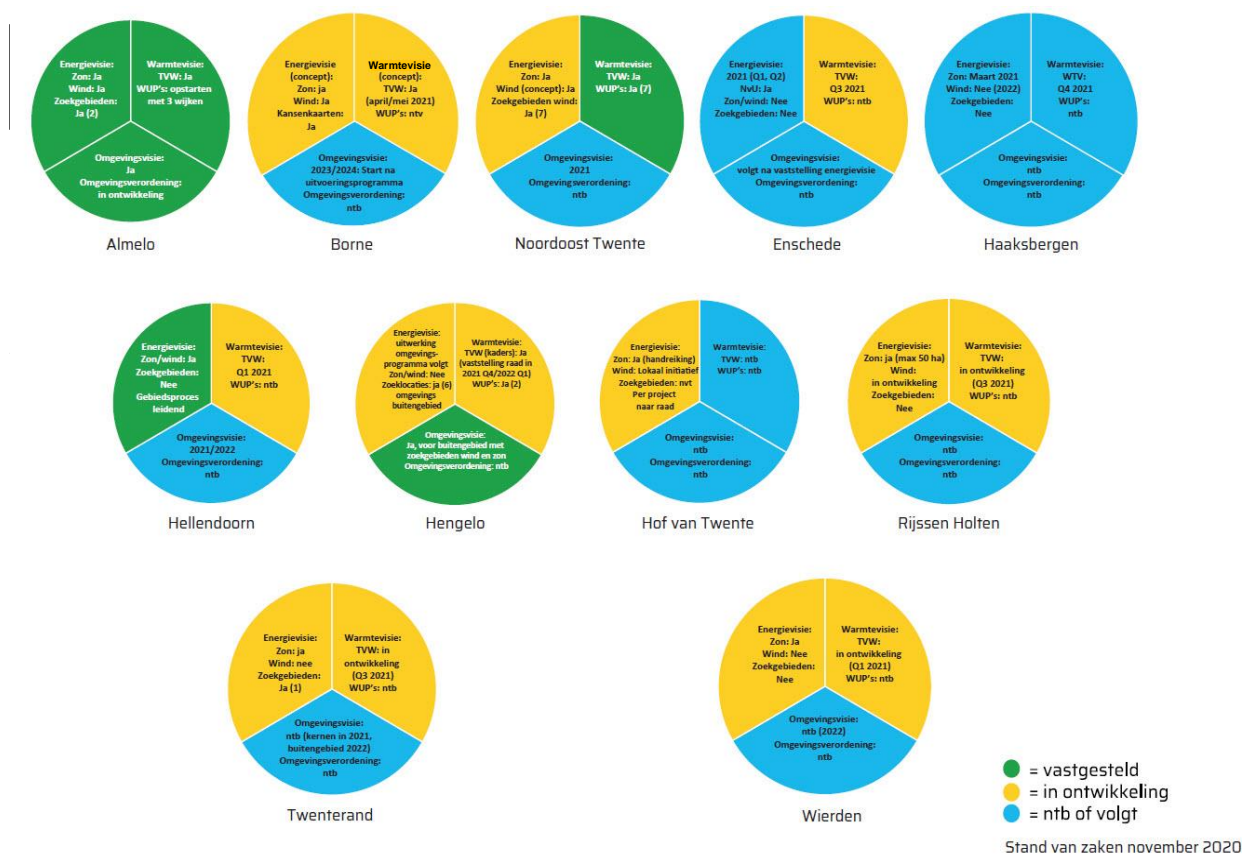 Energievisie:
Zon: Ja
Wind: Ja
Zoekgebieden:
Ja (2)
Warmtevisie:
TVW: Ja
WUP's: opstarten
met 3 wijken
Omgevingsvisie:
Ja
Omgevingsverordening:
in ontwikkeling
Almelo
Energievisie
(concept):
Zon: ja
Wind: Ja
Kansenkaarten:
Ja
Warmtevisie
(concept):
TVW: Ja
(april/mei 2021)
WUP's: ntv
Omgevingsvisie:
2023/2024: Start na
uitvoeringsprogramma
Omgevingsverordening:
ntb
Borne
Energievisie:
Zon: Ja
Wind (concept): Ja
Zoekgebieden wind:
Ja (7)
Warmtevisie:
TVW: Ja
WUP's: Ja (7)
Omgevingsvisie:
2021
Omgevingsverordening:
ntb
Noordoost Twente
Energievisie:
2021 (Q1, Q2)
NvU: Ja
Zon/wind: Nee
Zoekgebieden: Nee
Warmtevisie:
TVW:
Q3 2021
WUP's: ntb
Omgevingsvisie:
volgt na vaststelling energievisie
Omgevingsverordening:
ntb
Enschede
Energievisie:
Zon: Maart 2021
Wind: Nee (2022)
Zoekgebieden:
Nee
Warmtevisie:
WTV:
Q4 2021
WUP's:
ntb
Omgevingsvisie:
ntb
Omgevingsverordening:
ntb
Haaksbergen
Energievisie:
Zon/wind: Ja
Zoekgebieden:
Nee
Gebiedsproces
leidend
Warmtevisie:
TVW:
Q1 2021
WUP's: ntb
Omgevingsvisie:
2021/2022
Omgevingsverordening:
ntb
Hellendoorn
Energievisie:
uitwerking
omgevings-
programma volgt
Zon/wind: Nee
Zoeklocaties: ja (6)
omgevings
buitengebied
Warmtevisie:
TVW (kaders): Ja
(vaststelling raad in
2021 Q4/2022 Q1)
WUP's: Ja (2)
Omgevingsvisie:
Ja, voor buitengebied met
zoekgebieden wind en zon
Omgevingsverordening: ntb
Hengelo
Energievisie:
Zon: Ja (handreiking)
Wind: Lokaal initiatief
Zoekgebieden: nvt
Per project
naar raad
Warmtevisie:
TVW: ntb
WUP's: ntb
Omgevingsvisie:
ntb
Omgevingsverordening:
ntb
Hof van Twente
Energievisie:
Zon: ja (max 50 ha)
Wind:
in ontwikkeling
Zoekgebieden:
Nee
Warmtevisie:
TVW:
in ontwikkeling
(Q3 2021)
WUP's: ntb
Omgevingsvisie:
ntb
Omgevingsverordening:
ntb
Rijssen Holten
Energievisie:
Zon: ja
Wind: nee
Zoekgebieden:
Ja (1)
Warmtevisie:
TVW: in
ontwikkeling
(Q3 2021)
WUP's: ntb
Omgevingsvisie:
ntb (kernen in 2021,
buitengebied 2022)
Omgevingsverordening:
ntb
Twenterand
Energievisie:
Zon: Ja
Wind: Nee
Zoekgebieden:
Nee
Warmtevisie:
TVW:
in ontwikkeling
(Q1 2021)
WUP's: ntb
Omgevingsvisie:
ntb (2022)
Omgevingsverordening:
ntb
Wierden
= vastgesteld
= in ontwikkeling
= ntb of volgt
Stand van zaken november 2020